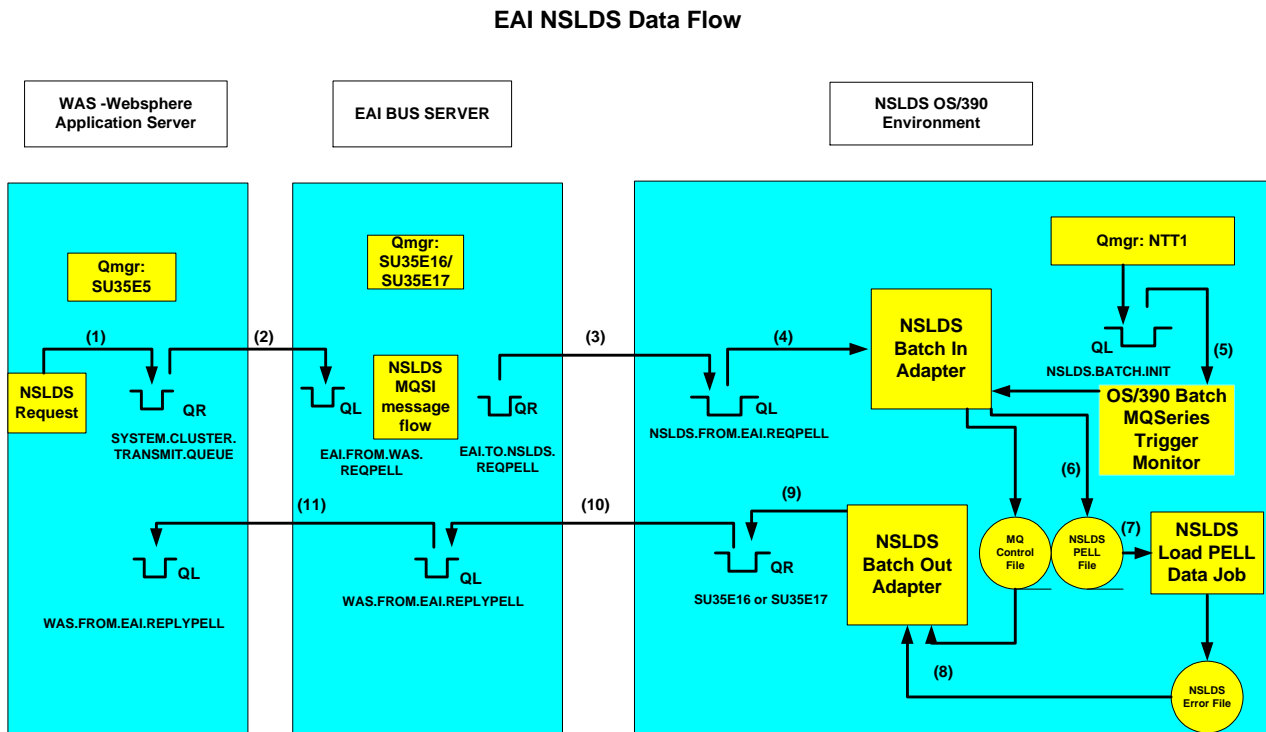 EAI NSLDS Data Flow
WAS -Websphere
Application Server
EAI BUS SERVER
NSLDS OS/390
Environment
Qmgr:
SU35E5
Qmgr:
SU35E16/
SU35E17
Qmgr: NTT1
(1)
(2)
(3)
(4)
(5)
NSLDS
Request
QR
SYSTEM.CLUSTER.
TRANSMIT.QUEUE
QL
EAI.FROM.WAS.
REQPELL
NSLDS
MQSI
message
flow
QR
EAI.TO.NSLDS.
REQPELL
QL
NSLDS.FROM.EAI.REQPELL
NSLDS
Batch In
Adapter
QL
NSLDS.BATCH.INIT
OS/390 Batch
MQSeries
Trigger
Monitor
(6)
(11)
(10)
(9)
(7)
QL
WAS.FROM.EAI.REPLYPELL
QL
WAS.FROM.EAI.REPLYPELL
QR
SU35E16 or SU35E17
NSLDS
Batch Out
Adapter
MQ
Control
File
NSLDS
PELL
File
NSLDS
Load PELL
Data Job
(8)
NSLDS
Error File